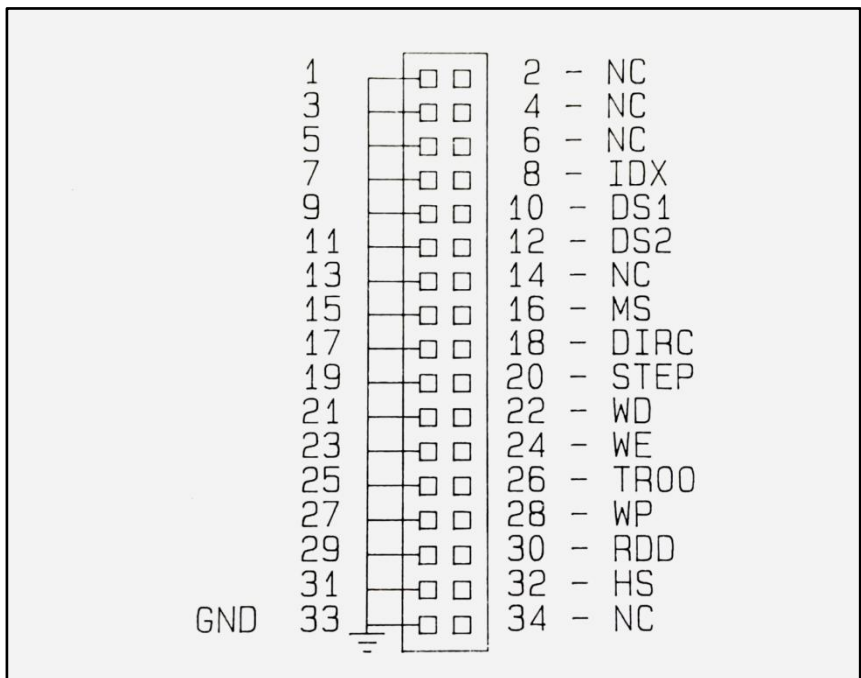 1 2 - NC
3 4 - NC
5 6 - NC
7 8 - IDX
9 10 - DS1
11 12 - DS2
13 14 - NC
15 16 - MS
17 18 - DIRC
19 20 - STEP
21 22 - WD
23 24 - WE
25 26 - TR00
27 28 - WP
29 30 - RDD
31 32 - HS
GND 33 34 - NC